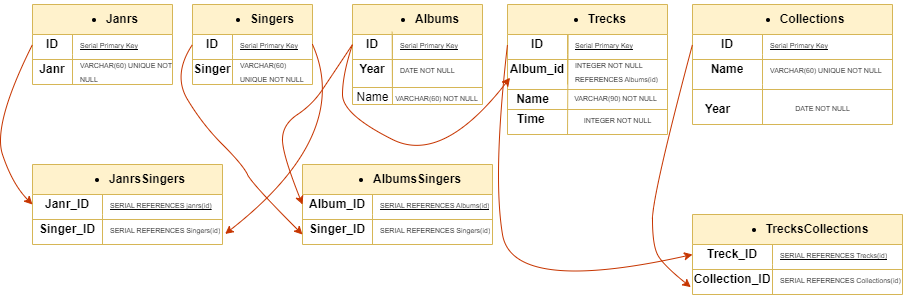 • Janrs
ID Serial Primary Key
Janr VARCHAR(60) UNIQUE NOT
NULL
• Singers
ID Serial Primary Key
Singer VARCHAR(60)
UNIQUE NOT NULL
• Albums
ID Serial Primary Key
Year DATE NOT NULL
Name VARCHAR(60) NOT NULL
• Trecks
ID Serial Primary Key
Album_id INTEGER NOT NULL
REFERENCES Albums(id)
Name VARCHAR(90) NOT NULL
Time INTEGER NOT NULL
• Collections
ID Serial Primary Key
Name VARCHAR(60) UNIQUE NOT NULL
Year DATE NOT NULL
• JanrsSingers
Janr_ID SERIAL REFERENCES janrs(id)
Singer_ID SERIAL REFERENCES Singers(id)
• AlbumsSingers
Album_ID SERIAL REFERENCES Albums(id)
Singer_ID SERIAL REFERENCES Singers(id)
• TrecksCollections
Treck_ID SERIAL REFERENCES Trecks(id)
Collection_ID SERIAL REFERENCES Collections(id)